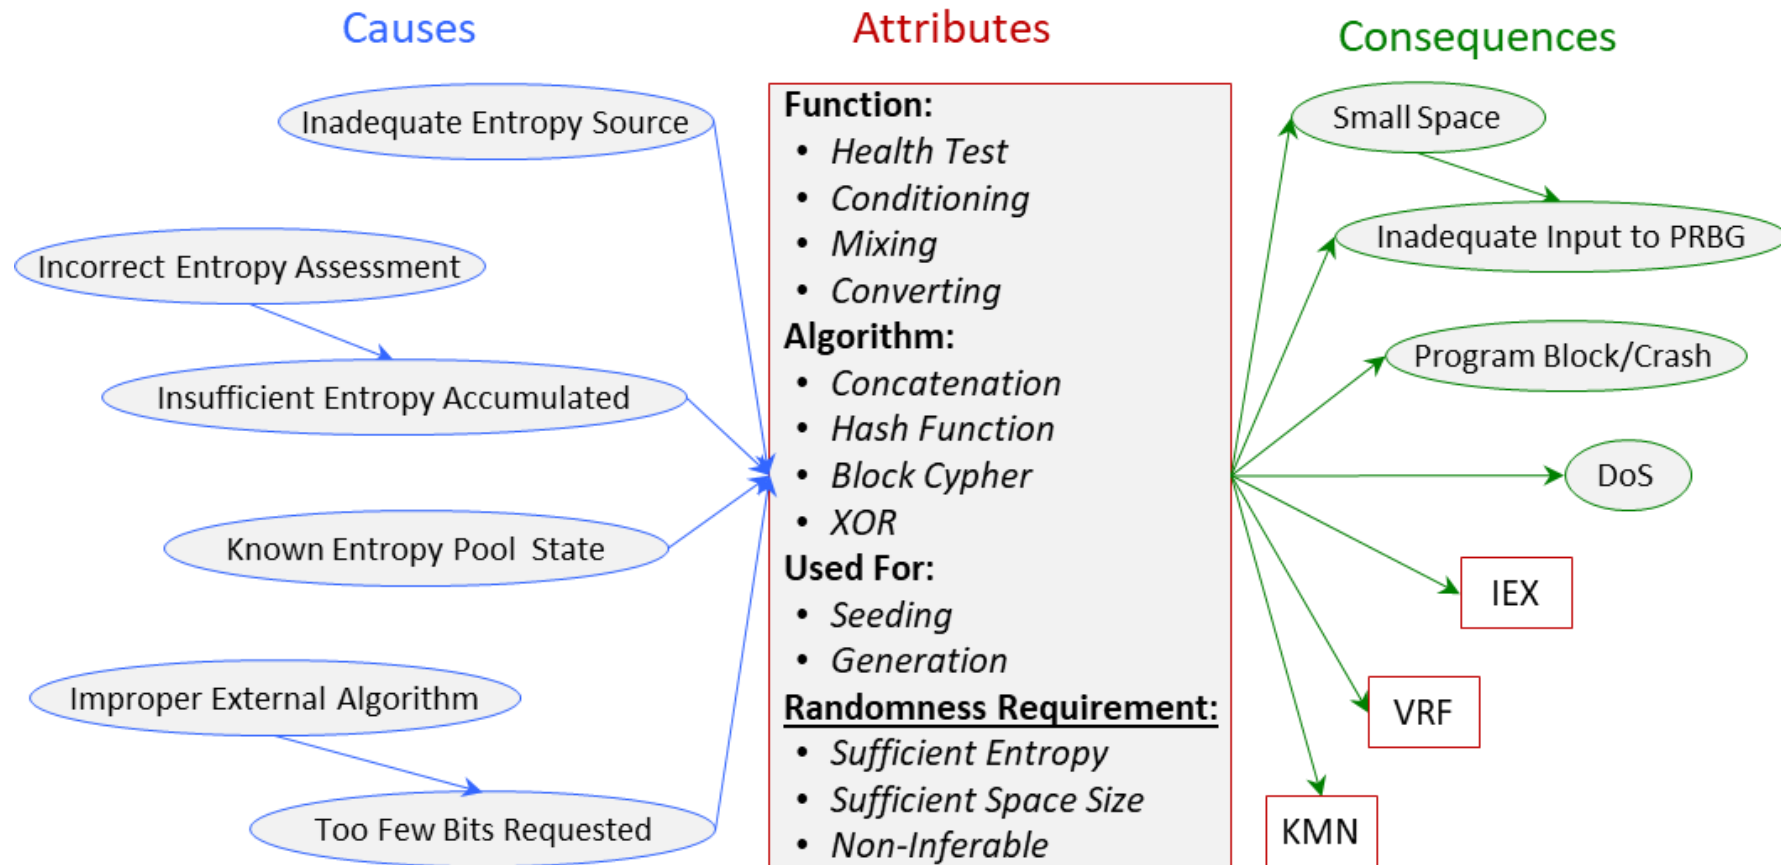 Causes
Inadequate Entropy Source
Incorrect Entropy Assessment
Insufficient Entropy Accumulated
Known Entropy Pool State
Improper External Algorithm
Too Few Bits Requested
Attributes
Function:
• Health Test
• Conditioning
• Mixing
• Converting
Algorithm:
• Concatenation
• Hash Function
• Block Cypher
• XOR
Used For:
• Seeding
• Generation
Randomness Requirement:
• Sufficient Entropy
• Sufficient Space Size
• Non-Inferable
Consequences
Small Space
Inadequate Input to PRBG
Program Block/Crash
DoS
IEX
VRF
KMN